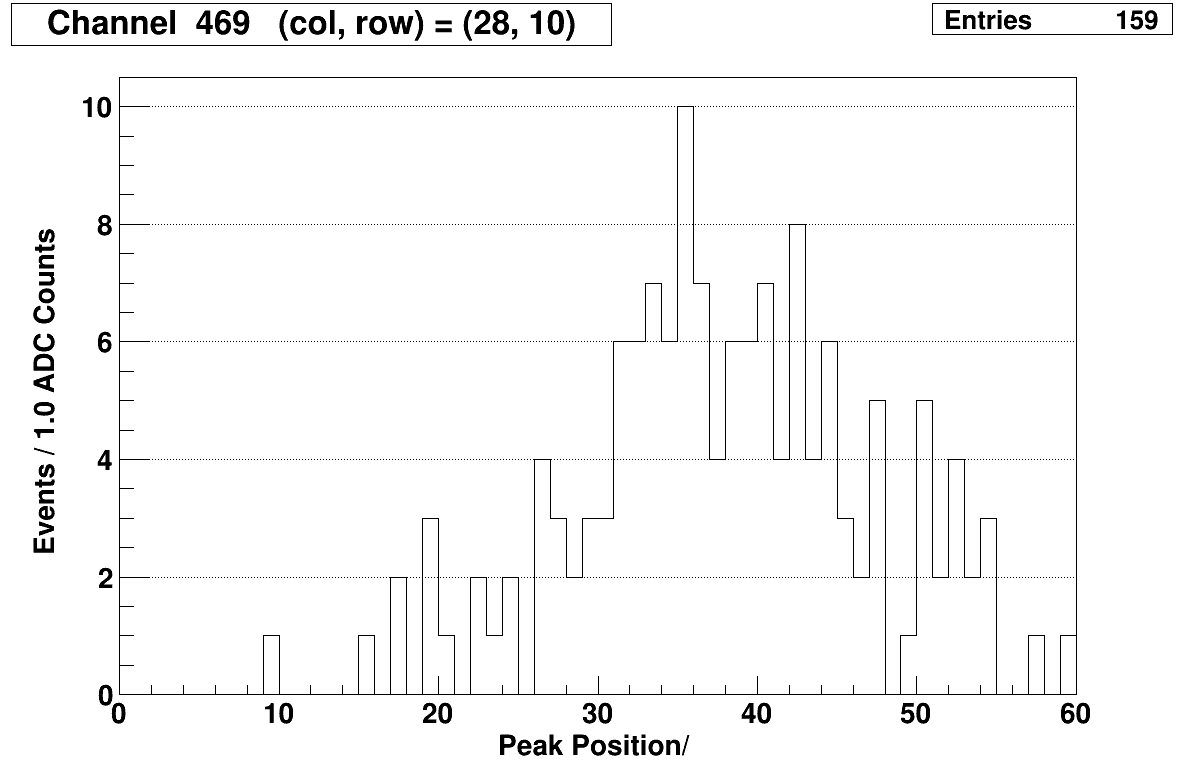 Channel 469 (col, row) = (28, 10)
Entries 159
10
8
6
4
2
0
Events / 1.0 ADC Counts
0 10 20 30 40 50 60
Peak Position/